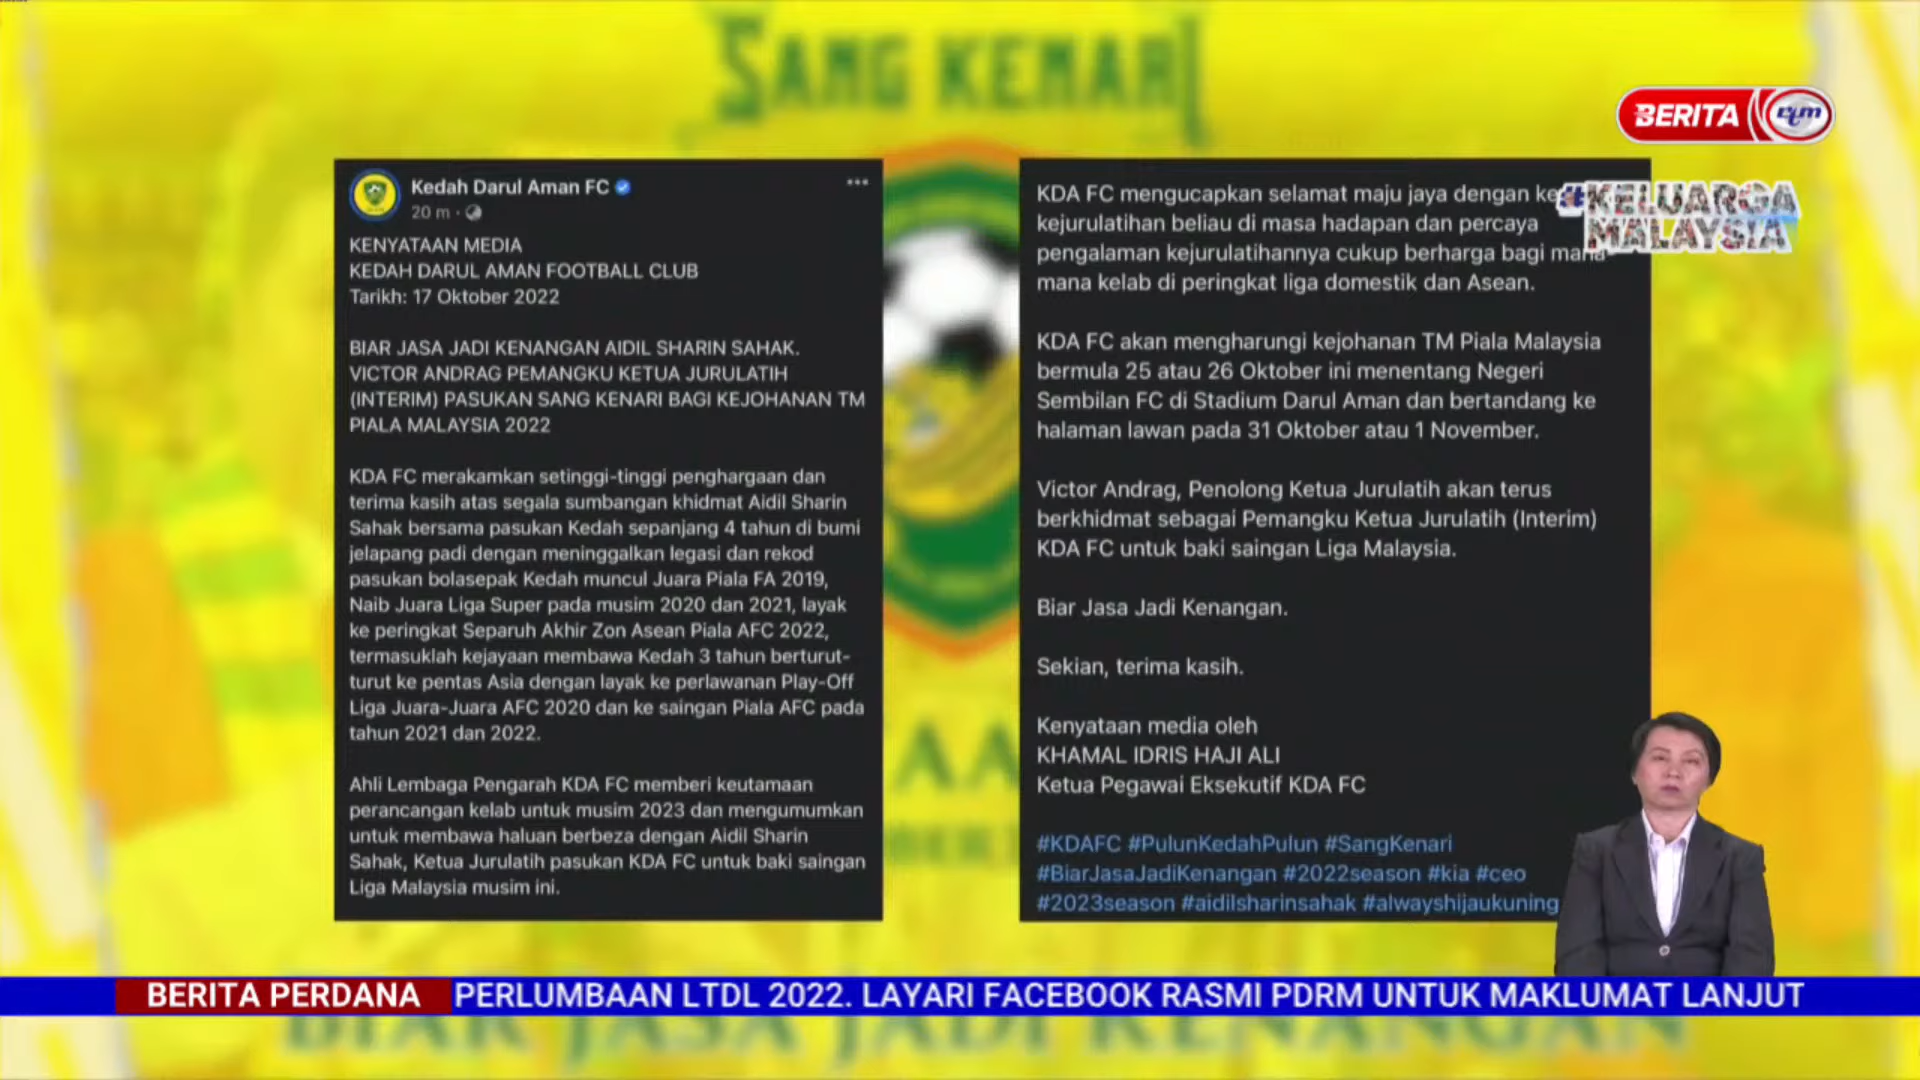 SANG KENARI
BERITA rtm
#KELUARGA
MALAYSIA
Kedah Darul Aman FC
20 m ·
KENYATAAN MEDIA
KEDAH DARUL AMAN FOOTBALL CLUB
Tarikh: 17 Oktober 2022
BIAR JASA JADI KENANGAN AIDIL SHARIN SAHAK.
VICTOR ANDRAG PEMANGKU KETUA JURULATIH
(INTERIM) PASUKAN SANG KENARI BAGI KEJOHANAN TM
PIALA MALAYSIA 2022
KDA FC merakamkan setinggi-tinggi penghargaan dan
terima kasih atas segala sumbangan khidmat Aidil Sharin
Sahak bersama pasukan Kedah sepanjang 4 tahun di bumi
jelapang padi dengan meninggalkan legasi dan rekod
pasukan bolasepak Kedah muncul Juara Piala FA 2019,
Naib Juara Liga Super pada musim 2020 dan 2021, layak
ke peringkat Separuh Akhir Zon Asean Piala AFC 2022,
termasuklah kejayaan membawa Kedah 3 tahun berturut-
turut ke pentas Asia dengan layak ke perlawanan Play-Off
Liga Juara-Juara AFC 2020 dan ke saingan Piala AFC pada
tahun 2021 dan 2022.
Ahli Lembaga Pengarah KDA FC memberi keutamaan
perancangan kelab untuk musim 2023 dan mengumumkan
untuk membawa haluan berbeza dengan Aidil Sharin
Sahak, Ketua Jurulatih pasukan KDA FC untuk baki saingan
Liga Malaysia musim ini.
KDA FC mengucapkan selamat maju jaya dengan
kejurulatihan beliau di masa hadapan dan percaya
pengalaman kejurulatihannya cukup berharga bagi mana-
mana kelab di peringkat liga domestik dan Asean.
KDA FC akan mengharungi kejohanan TM Piala Malaysia
bermula 25 atau 26 Oktober ini menentang Negeri
Sembilan FC di Stadium Darul Aman dan bertandang ke
halaman lawan pada 31 Oktober atau 1 November.
Victor Andrag, Penolong Ketua Jurulatih akan terus
berkhidmat sebagai Pemangku Ketua Jurulatih (Interim)
KDA FC untuk baki saingan Liga Malaysia.
Biar Jasa Jadi Kenangan.
Sekian, terima kasih.
Kenyataan media oleh
KHAMAL IDRIS HAJI ALI
Ketua Pegawai Eksekutif KDA FC
#KDAFC #PulunKedahPulun #SangKenari
#BiarJasaJadiKenangan #2022season #kia #ceo
#2023season #aidilsharinsahak #alwayshijaukuning
BERITA PERDANA PERLUMBAAN LTDL 2022. LAYARI FACEBOOK RASMI PDRM UNTUK MAKLUMAT LANJUT
BIAR JASA JADI KENANGAN